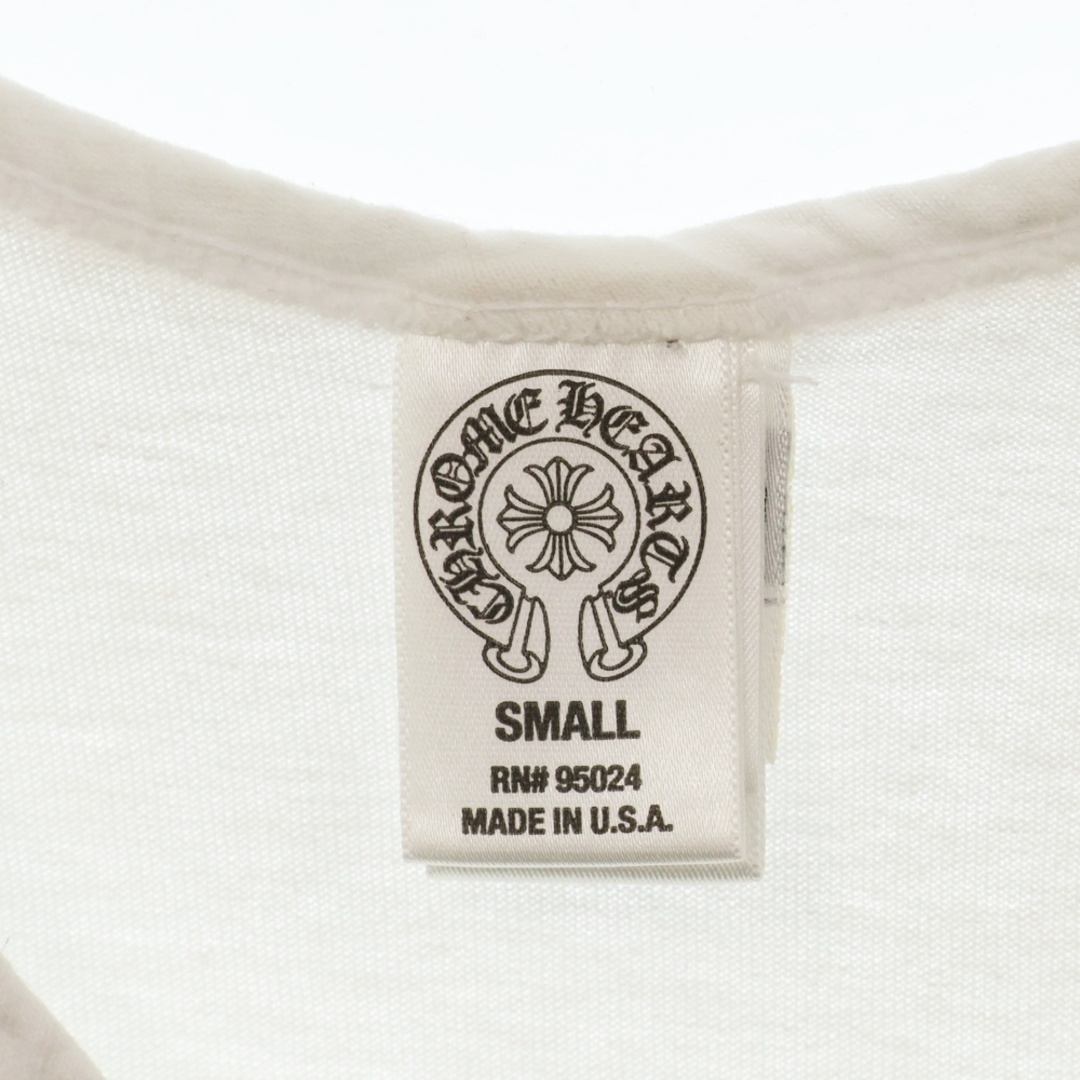 CHROME HEARTS
SMALL
RN# 95024
MADE IN U.S.A.